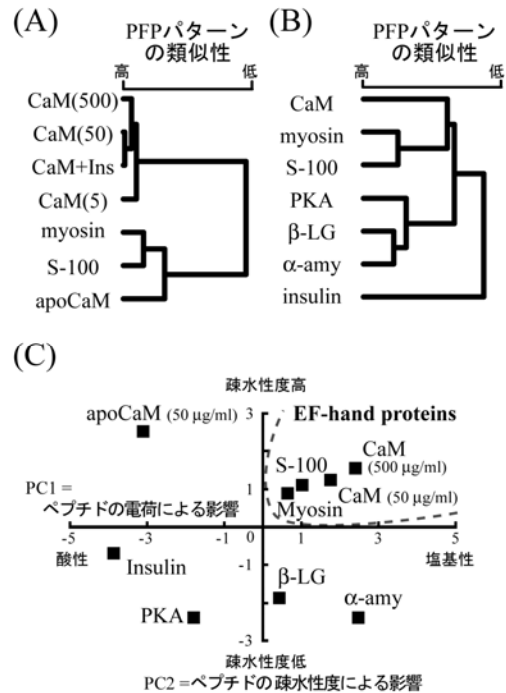 (A)
PFPパターン
の類似性
高 低
CaM(500)
CaM(50)
CaM+Ins
CaM(5)
myosin
S-100
apoCaM
(B)
PFPパターン
の類似性
高 低
CaM
myosin
S-100
PKA
β-LG
α-amy
insulin
(C)
疎水性度高
apoCaM (50 μg/ml)
3
EF-hand proteins
CaM
(500 μg/ml)
S-100
PC1 =
ペプチドの電荷による影響
1
Myosin
CaM (50 μg/ml)
-5 -3 -1 0 1 3 5
酸性
塩基性
-1
Insulin
β-LG
α-amy
PKA
-3
疎水性度低
PC2 =ペプチドの疎水性度による影響